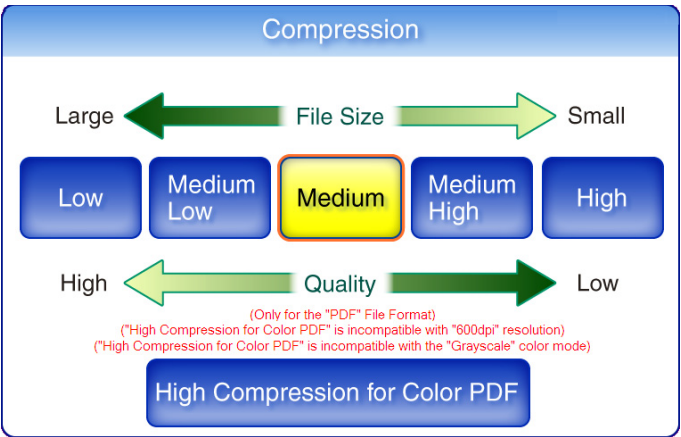 Compression
Large File Size Small
Low Medium Low Medium Medium High High
High Quality Low
(Only for the "PDF" File Format)
("High Compression for Color PDF" is incompatible with "600dpi" resolution)
("High Compression for Color PDF" is incompatible with the "Grayscale" color mode)
High Compression for Color PDF